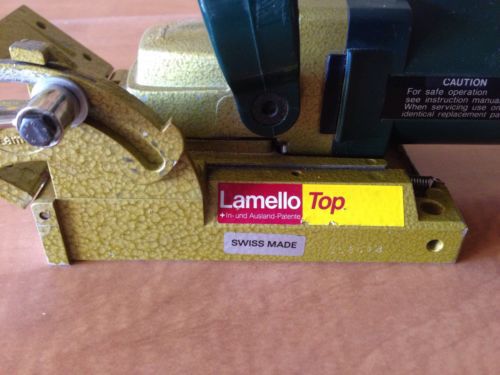 CAUTION
For safe operation
see instruction manua
When servicing use on
identical replacement pa
Lamello Top
+In- und Ausland-Patente
SWISS MADE